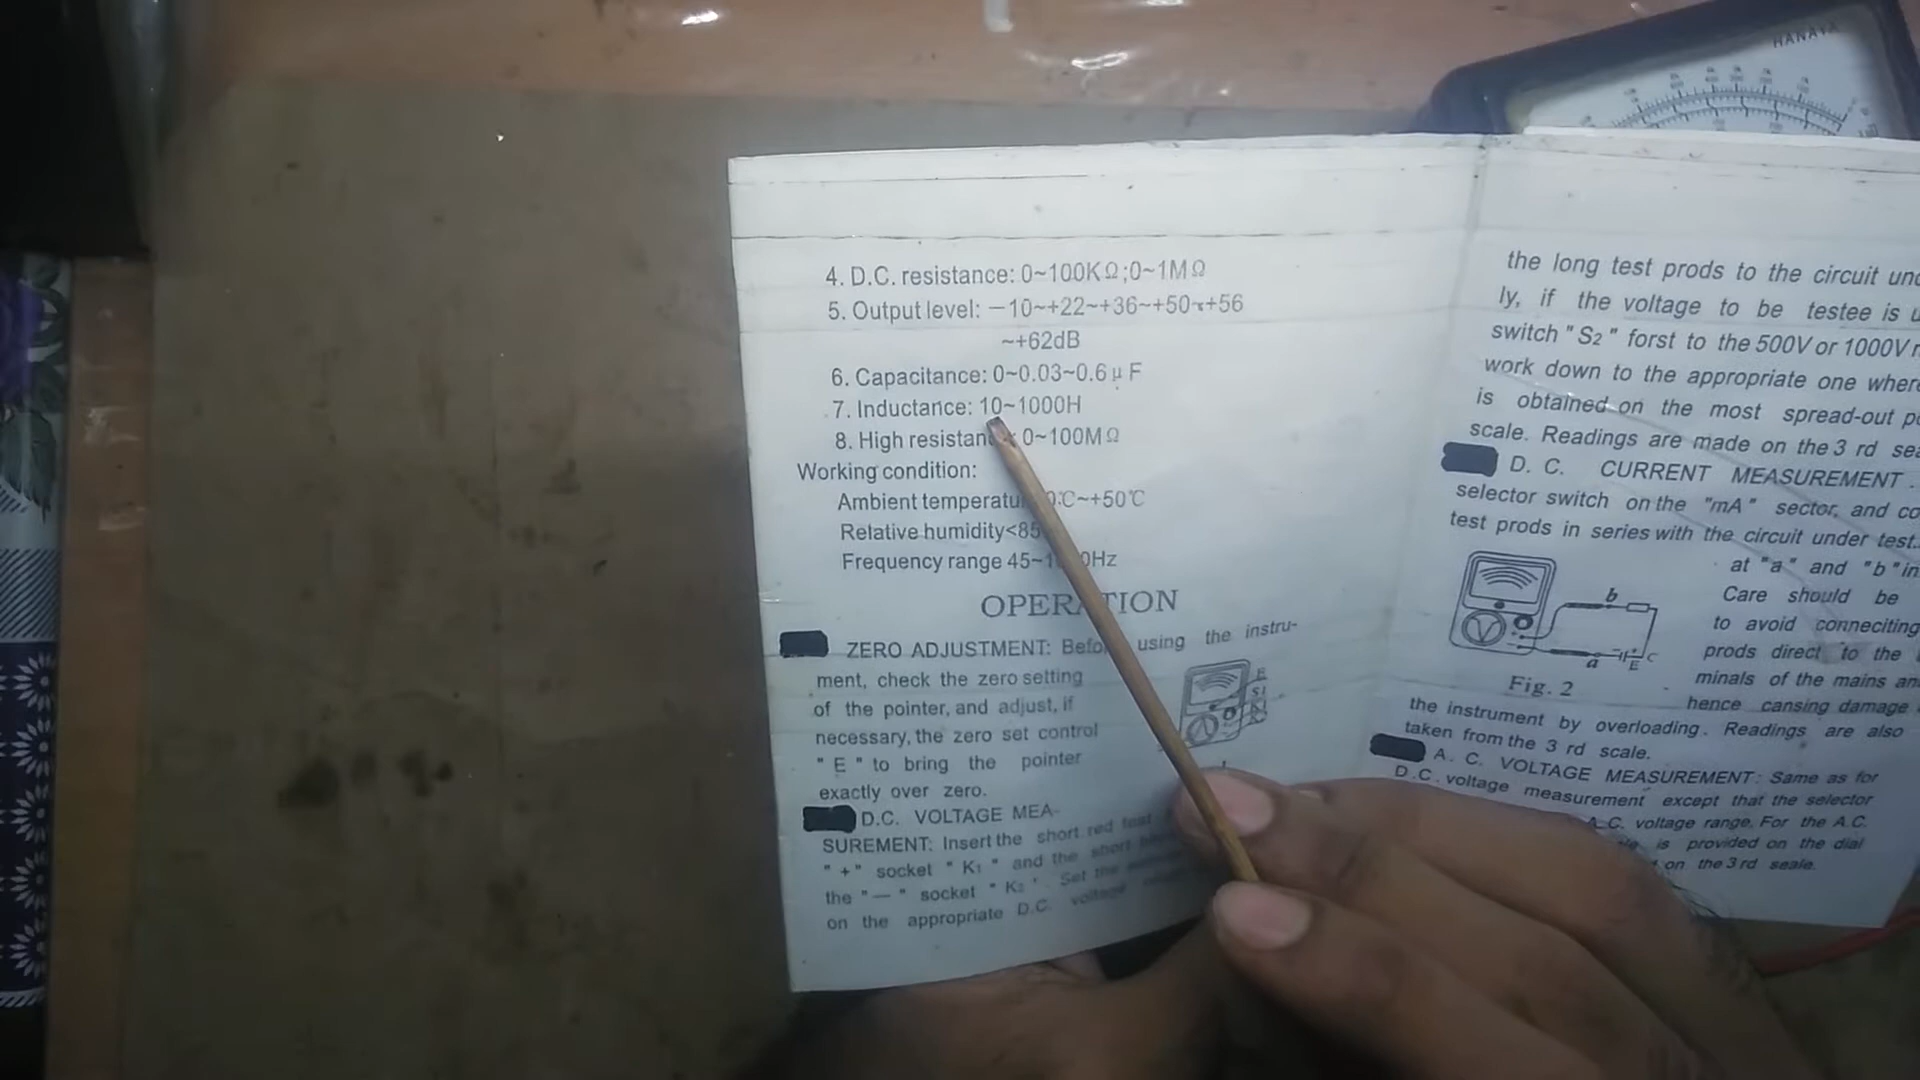 HANAYA
4. D.C. resistance: 0~100KΩ;0~1MΩ
5. Output level: —10~+22~+36~+50~+56
~+62dB
6. Capacitance: 0~0.03~0.6μF
7. Inductance: 10~1000H
8. High 0~100MΩ
Working condition:
Ambient ~+50℃
Relative humidity<85
Frequency range 45~
OPERATION
ZERO ADJUSTMENT: using the instru-
ment, check the zero setting
of the pointer, and adjust, if
necessary, the zero set control
" E " to bring the pointer
exactly over zero.
D.C. VOLTAGE MEA-
SUREMENT: Insert the short red test
" + " socket " K1 " and the short
the " — " socket " K2 ". Set the
on the appropriate D.C. voltage
E
S1
the long test prods to the circuit
ly, if the voltage to be testee is
switch " S2 " forst to the 500V or 1000V
work down to the appropriate one where
is obtained on the most spread-out
scale. Readings are made on the 3 rd
D. C. CURRENT MEASUREMENT.
selector switch on the "mA" sector, and
test prods in series with the circuit under test.
at "a" and "b" in
Care should be
to avoid conneciting
prods direct to the
minals of the mains
hence cansing damage
b
a
E
C
Fig. 2
the instrument by overloading. Readings are also
taken from the 3 rd scale.
A. C. VOLTAGE MEASUREMENT: Same as for
D.C. voltage measurement except that the selector
A.C. voltage range. For the A.C.
is provided on the dial
on the 3 rd seale.